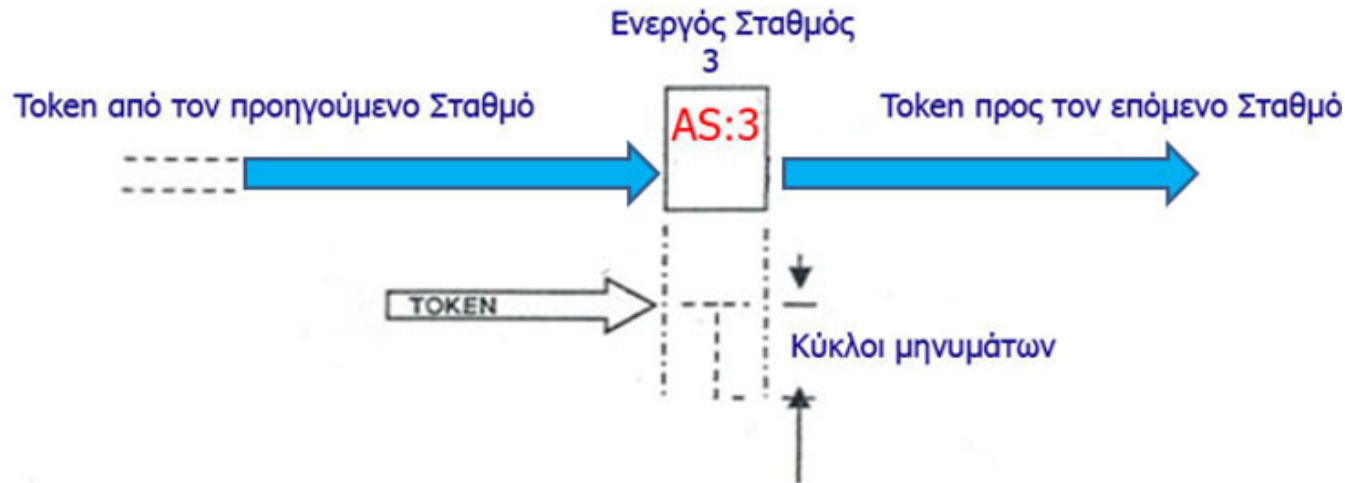 Ενεργός Σταθμός
3
Token από τον προηγούμενο Σταθμό
AS:3
Token προς τον επόμενο Σταθμό
TOKEN
Κύκλοι μηνυμάτων